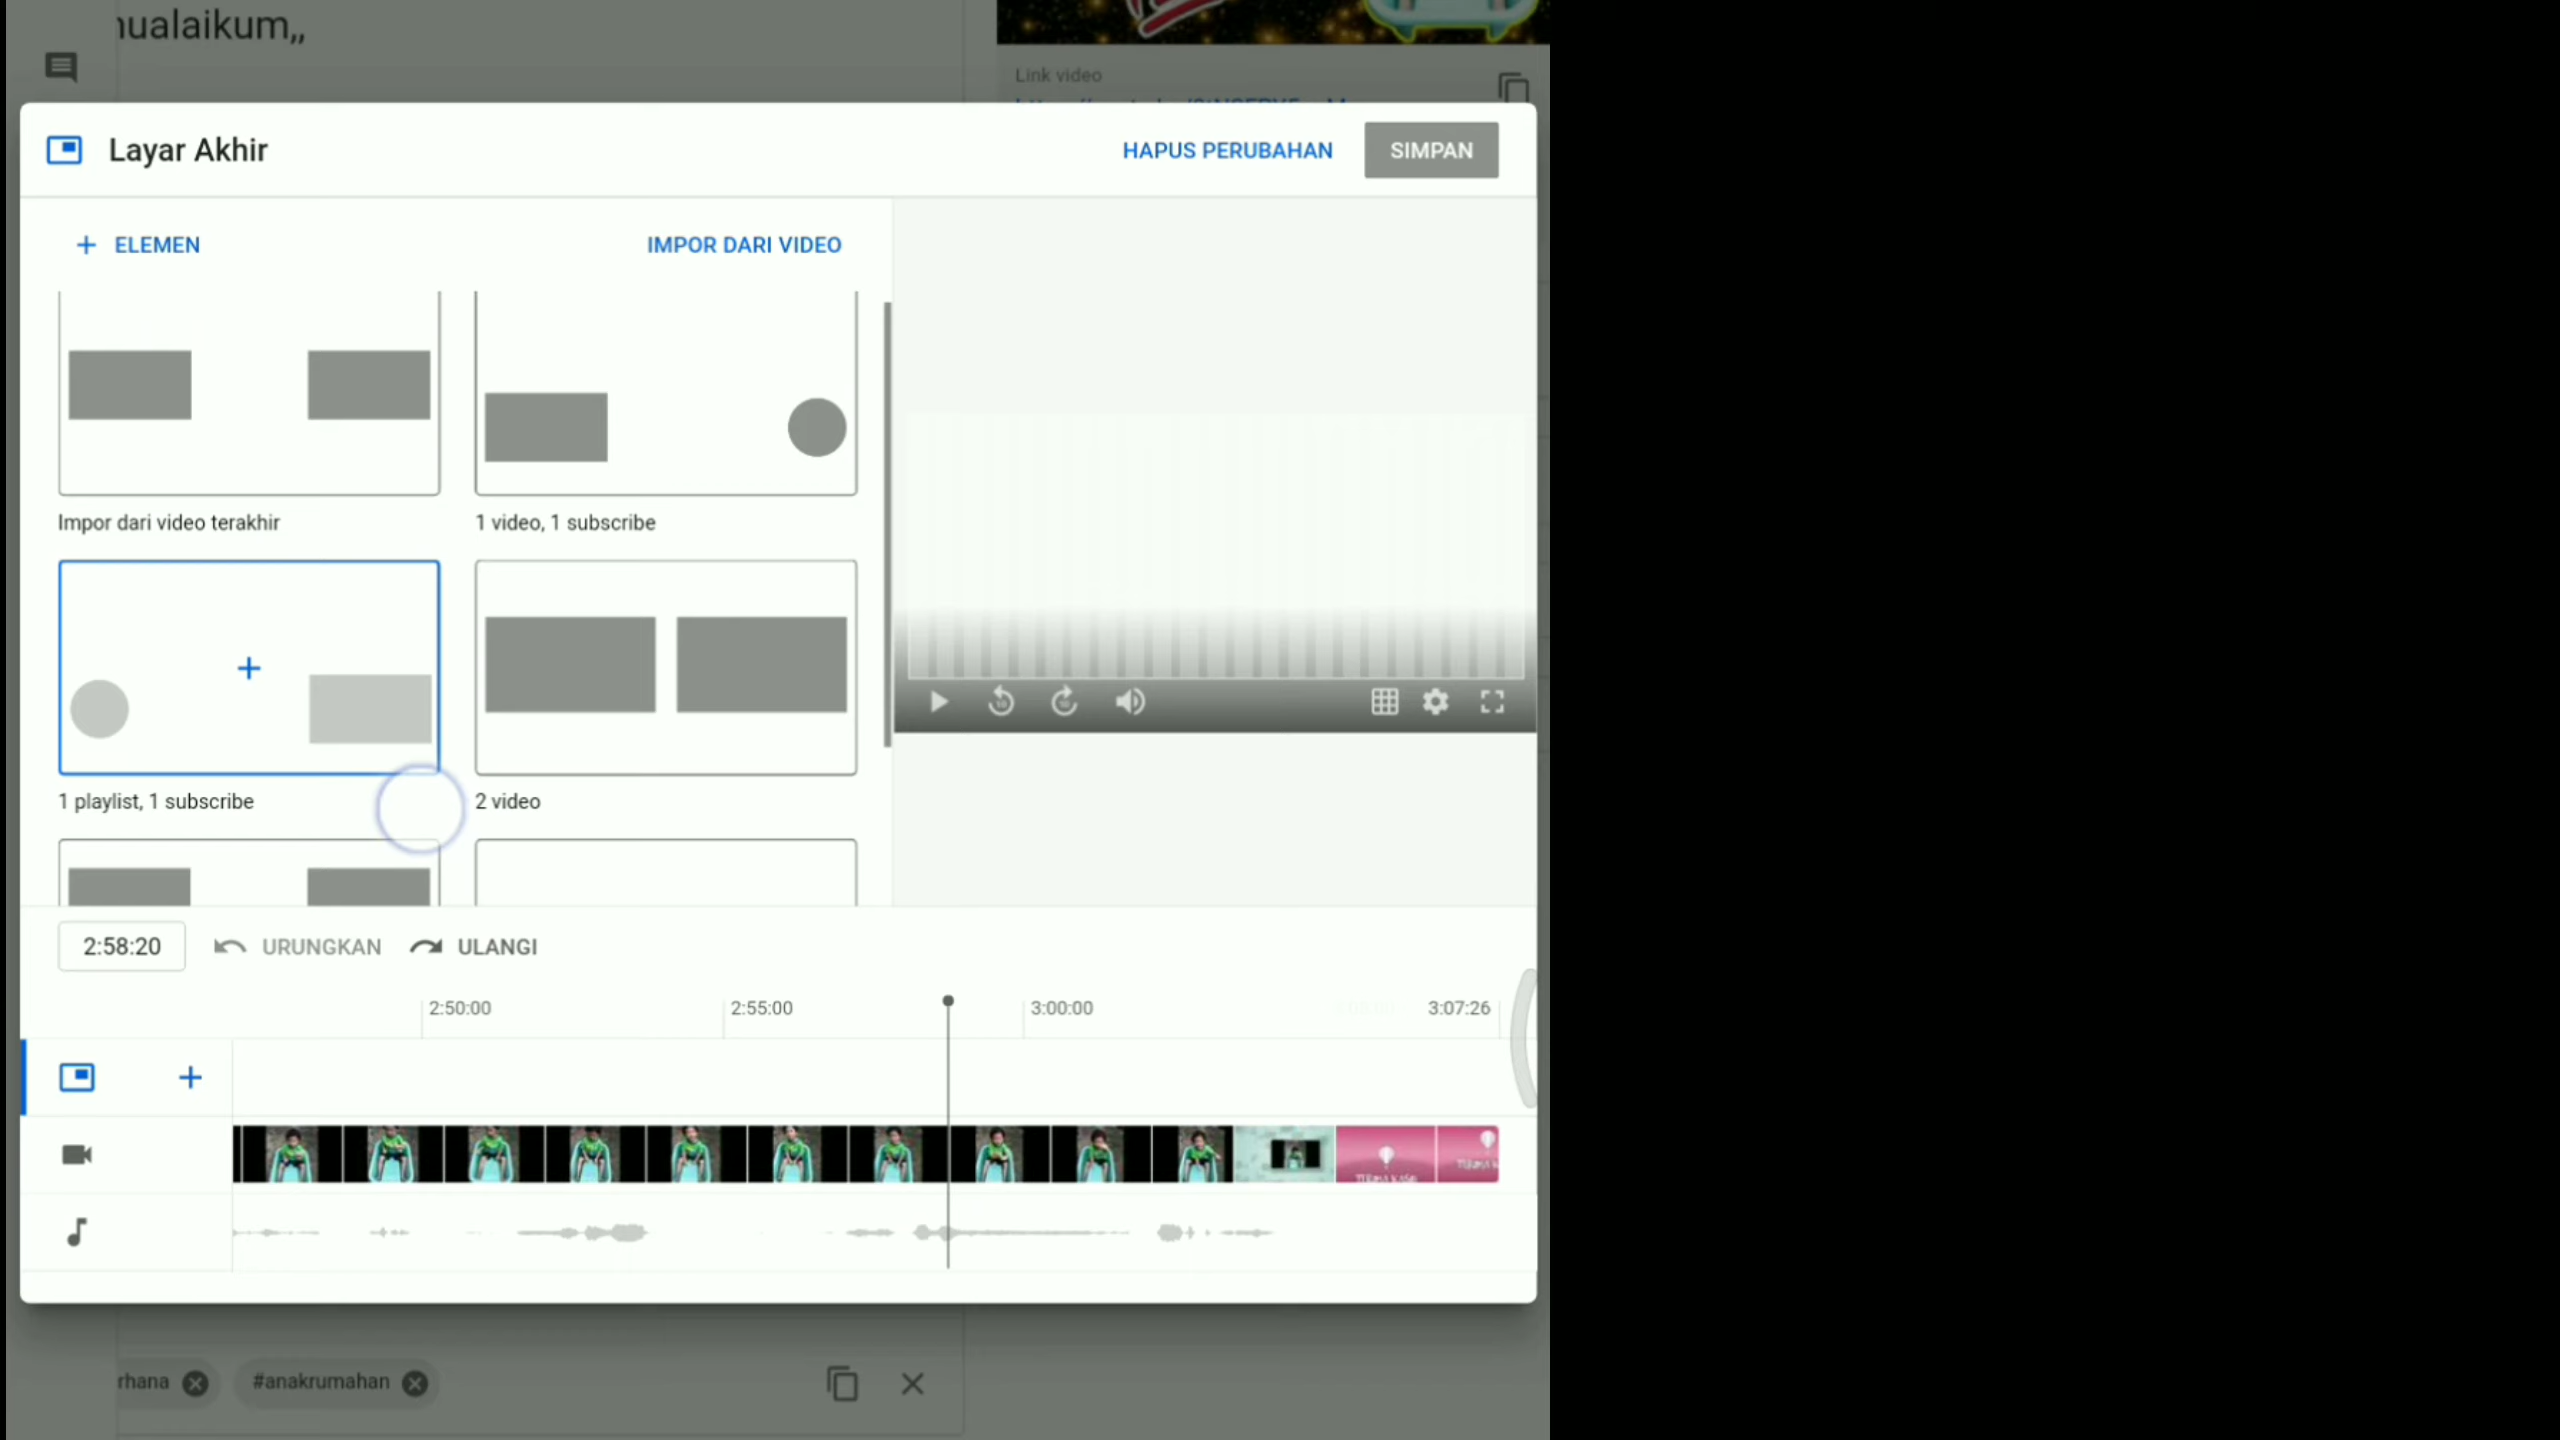 Link video
Layar Akhir
HAPUS PERUBAHAN
SIMPAN
+ ELEMEN
IMPOR DARI VIDEO
Impor dari video terakhir
1 video, 1 subscribe
1 playlist, 1 subscribe
2 video
2:58:20
URUNGKAN
ULANGI
2:50:00
2:55:00
3:00:00
3:07:26
#anakrumahan